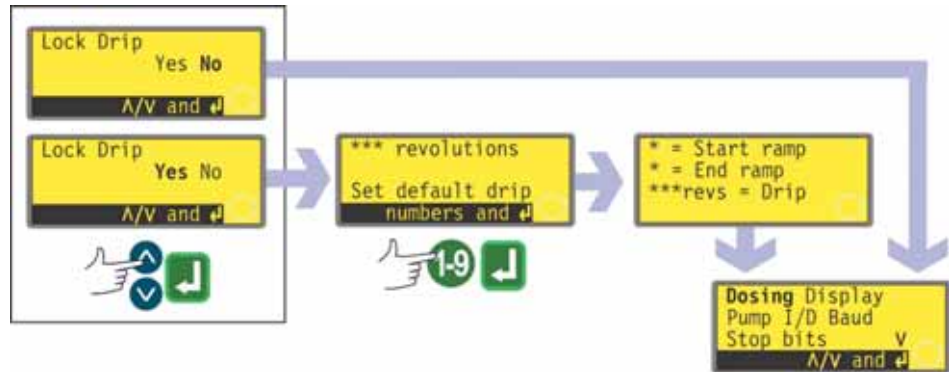 Lock Drip
Yes No
Λ/V and ↲
Lock Drip
Yes No
Λ/V and ↲
1-9
*** revolutions
Set default drip
numbers and ↲
* = Start ramp
* = End ramp
***revs = Drip
Dosing Display
Pump I/D Baud
Stop bits V
Λ/V and ↲